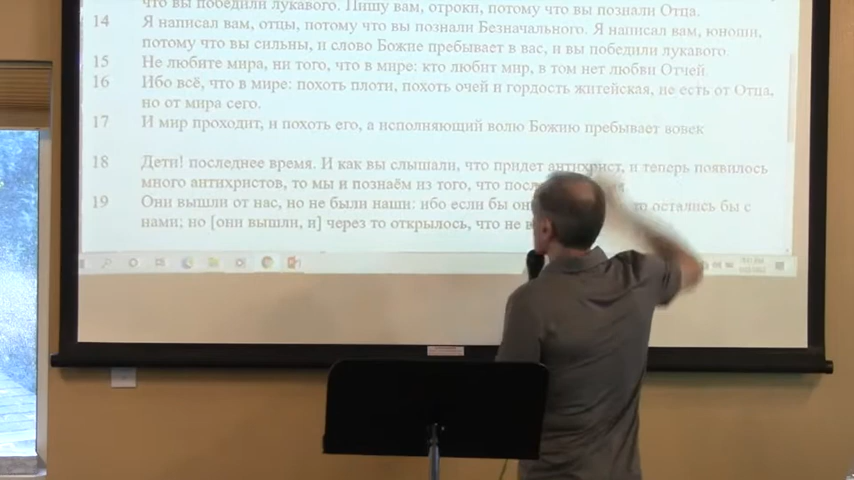 что вы победили лукавого. Пишу вам, отроки, потому что вы познали Отца.
14 Я написал вам, отцы, потому что вы познали Безначального. Я написал вам, юноши,
потому что вы сильны, и слово Божие пребывает в вас, и вы победили лукавого.
15 Не любите мира, ни того, что в мире: кто любит мир, в том нет любви Отчей.
16 Ибо всё, что в мире: похоть плоти, похоть очей и гордость житейская, не есть от Отца,
но от мира сего.
17 И мир проходит, и похоть его, а исполняющий волю Божию пребывает вовек
18 Дети! последнее время. И как вы слышали, что придет антихрист, и теперь появилось
много антихристов, то мы и познаём из того, что
19 Они вышли от нас, но не были наши: ибо если бы то остались бы с
нами; но [они вышли, и] через то открылось, что не